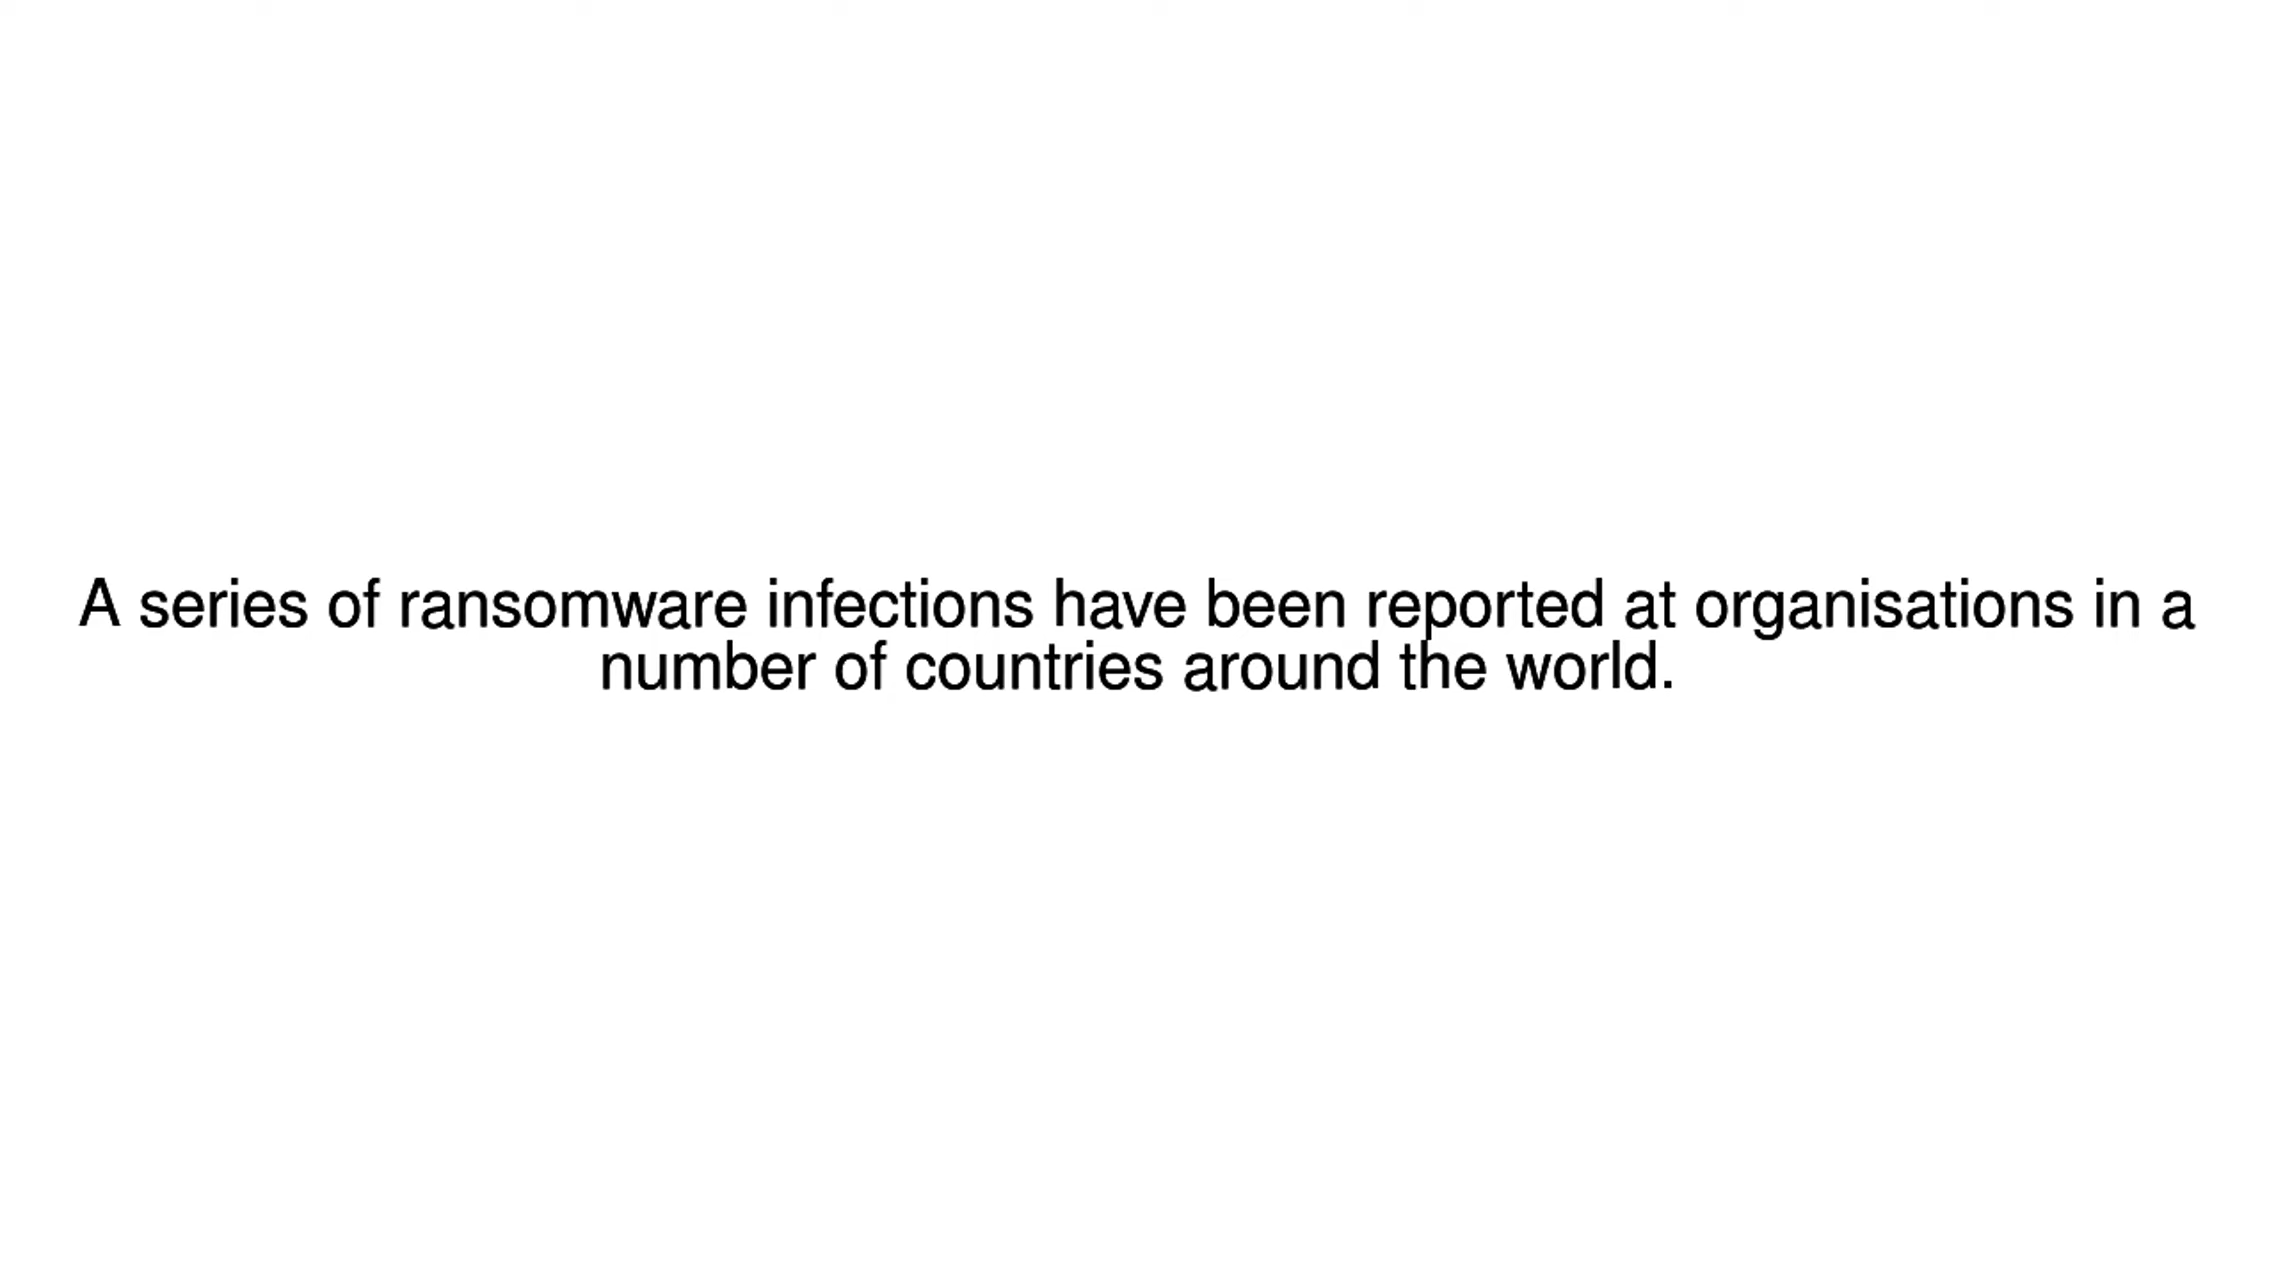 A series of ransomware infections have been reported at organisations in a
number of countries around the world.